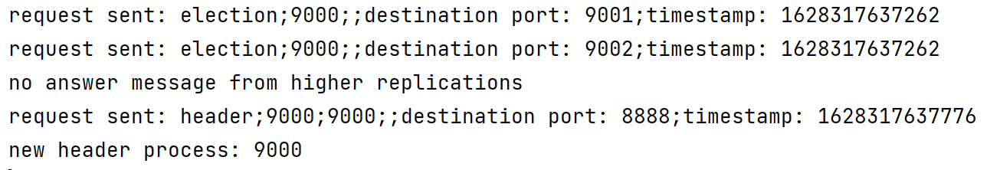 request sent: election;9000;;destination port: 9001;timestamp: 1628317637262
request sent: election;9000;;destination port: 9002;timestamp: 1628317637262
no answer message from higher replications
request sent: header;9000;9000;;destination port: 8888;timestamp: 1628317637776
new header process: 9000